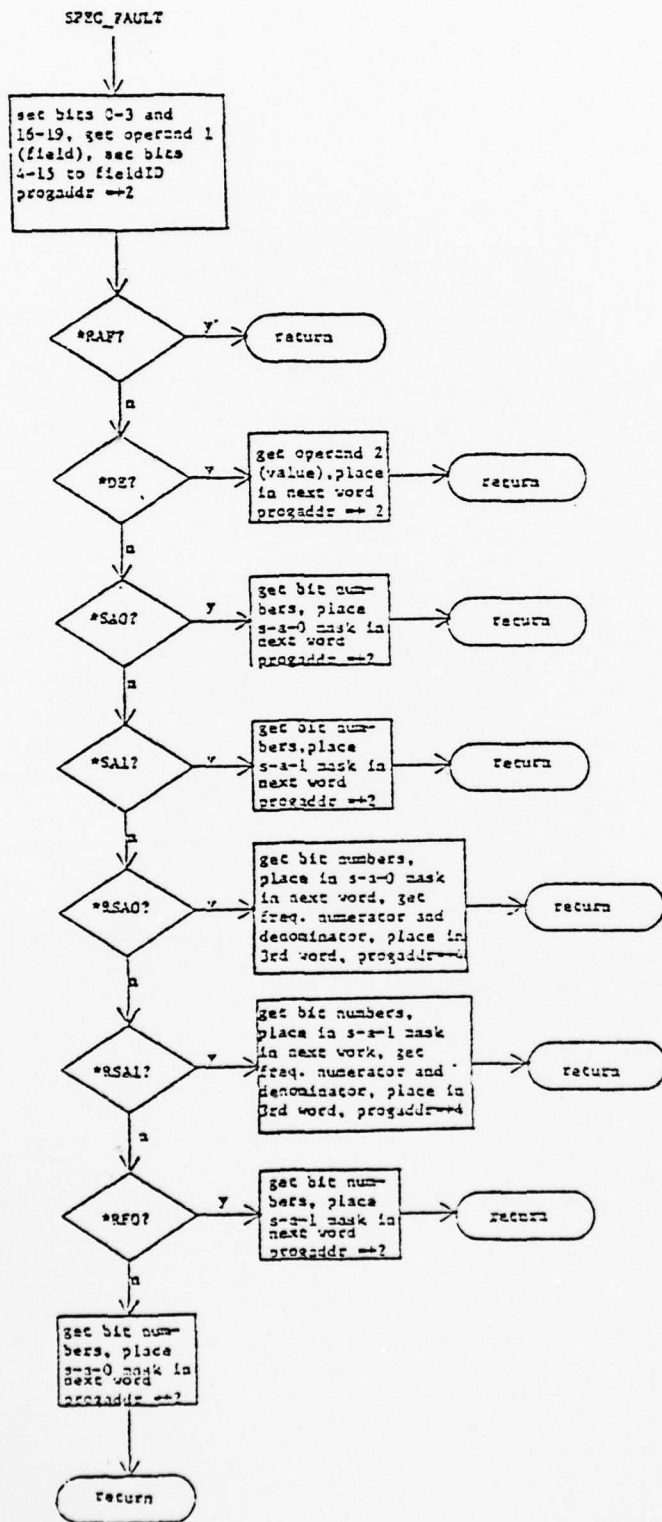 SPEC_FAULT
set bits 0-3 and
16-19, get operand 1
(field), set bits
4-15 to fieldID
progaddr =+2
*RAF?
y
return
n
*DE?
y
get operand 2
(value),place
in next word
progaddr =+ 2
return
n
*SA0?
y
get bit num-
bers, place
s-a-0 mask in
next word
progaddr =+2
return
n
*SA1?
y
get bit num-
bers,place
s-a-1 mask in
next word
progaddr =+2
return
n
*RSA0?
y
get bit numbers,
place in s-a-0 mask
in next word, get
freq. numerator and
denominator, place in
3rd word, progaddr=+4
return
n
*RSA1?
y
get bit numbers,
place in s-a-1 mask
in next work, get
freq. numerator and
denominator, place in
3rd word, progaddr=+4
return
n
*RF0?
y
get bit num-
bers, place
s-a-1 mask in
next word
progaddr =+2
return
n
get bit num-
bers, place
s-a-0 mask in
next word
progaddr =+2
return